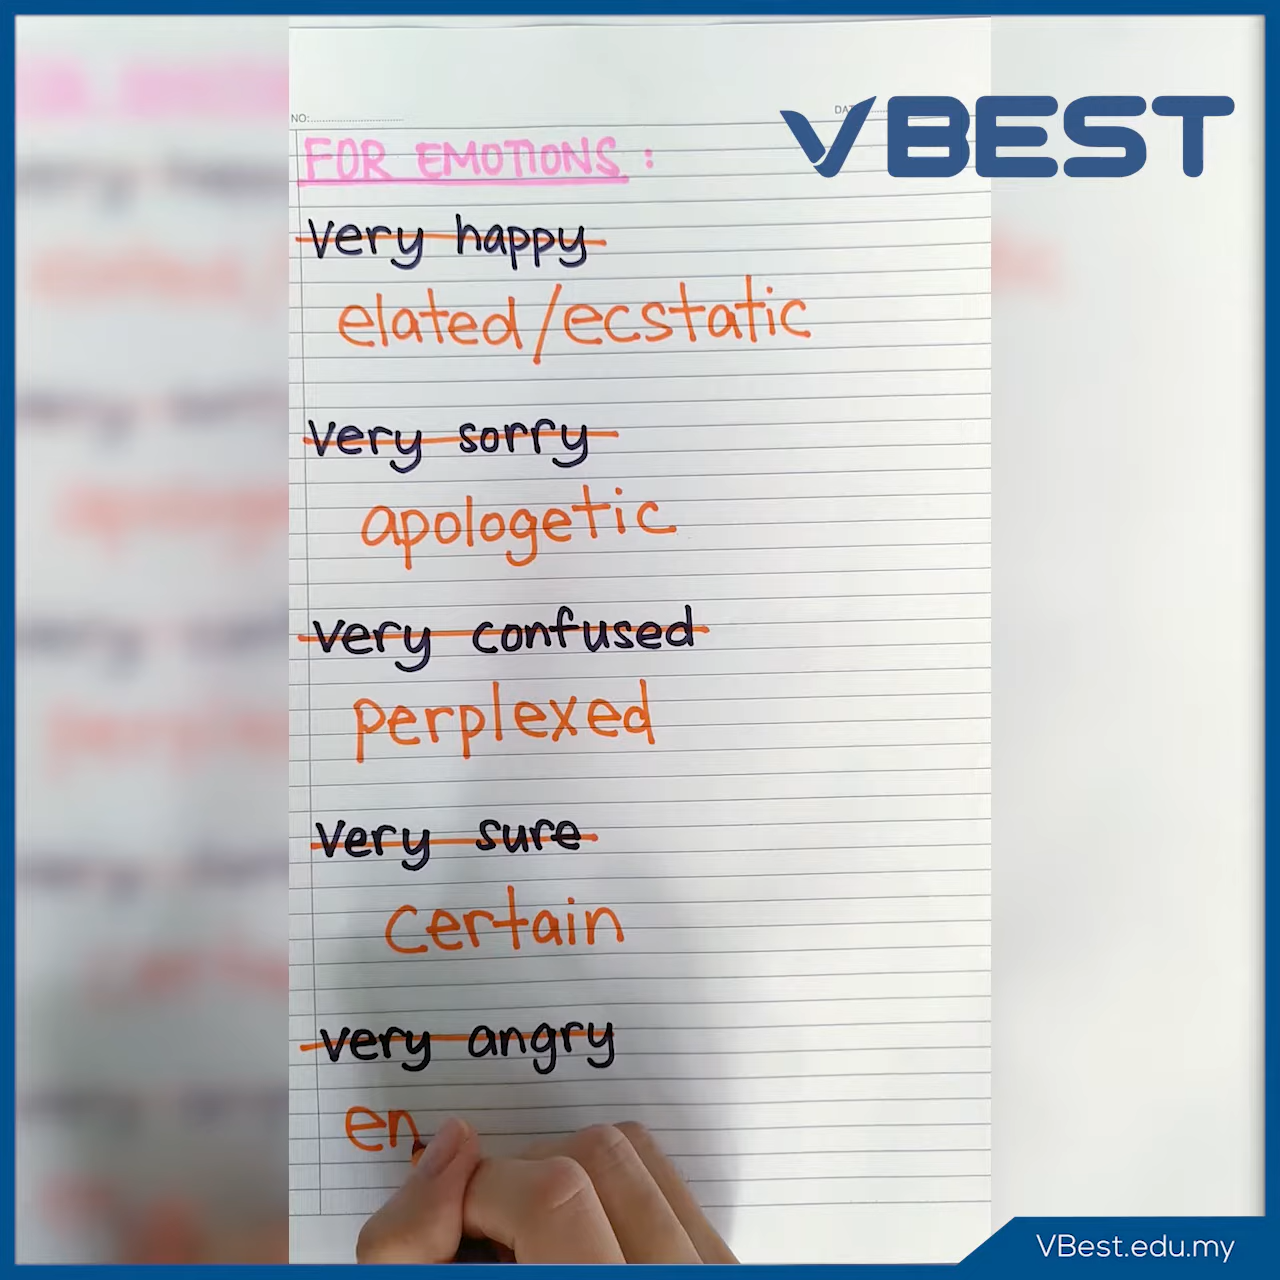 VBEST
NO:
DAT
FOR EMOTIONS :
very happy
elated/ecstatic
very sorry
apologetic
very confused
perplexed
very sure
certain
very angry
en
VBest.edu.my